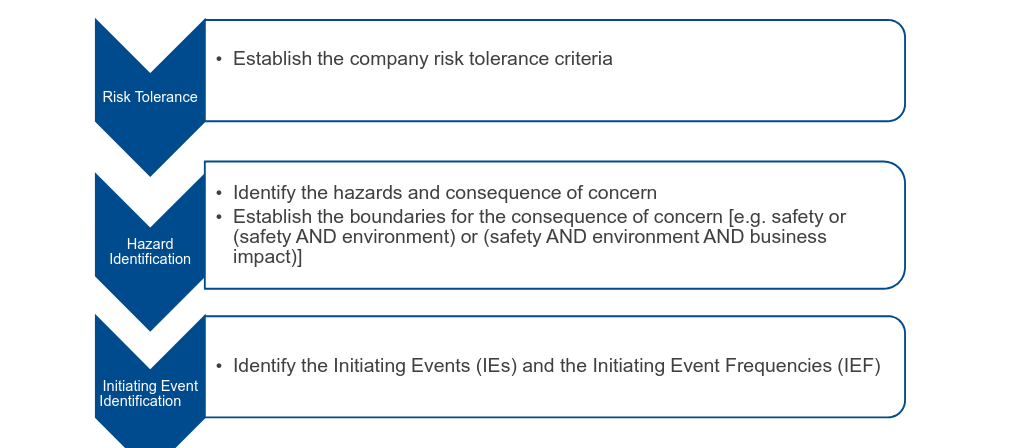 Risk Tolerance
• Establish the company risk tolerance criteria
Hazard
Identification
• Identify the hazards and consequence of concern
• Establish the boundaries for the consequence of concern [e.g. safety or
(safety AND environment) or (safety AND environment AND business
impact)]
Initiating Event
Identification
• Identify the Initiating Events (IEs) and the Initiating Event Frequencies (IEF)